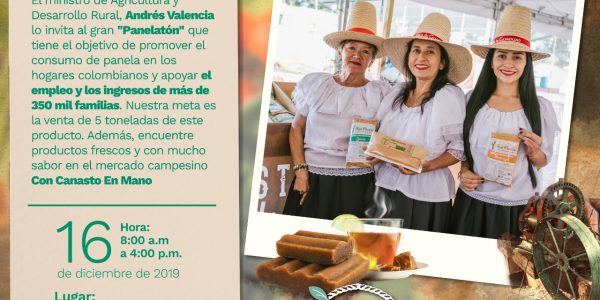 El ministro de Agricultura y
Desarrollo Rural, Andrés Valencia
lo invita al gran "Panelatón" que
tiene el objetivo de promover el
consumo de panela en los
hogares colombianos y apoyar el
empleo y los ingresos de más de
350 mil familias. Nuestra meta es
la venta de 5 toneladas de este
producto. Además, encuentre
productos frescos y con mucho
sabor en el mercado campesino
Con Canasto En Mano
16
Hora:
8:00 a.m
a 4:00 p.m.
de diciembre de 2019
Lugar: